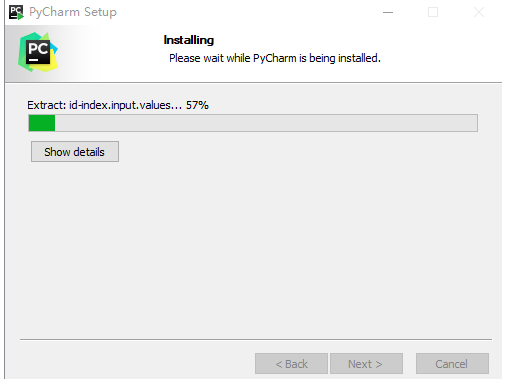 PC PyCharm Setup
PC
Installing
Please wait while PyCharm is being installed.
Extract: id-index.input.values... 57%
Show details
< Back Next > Cancel